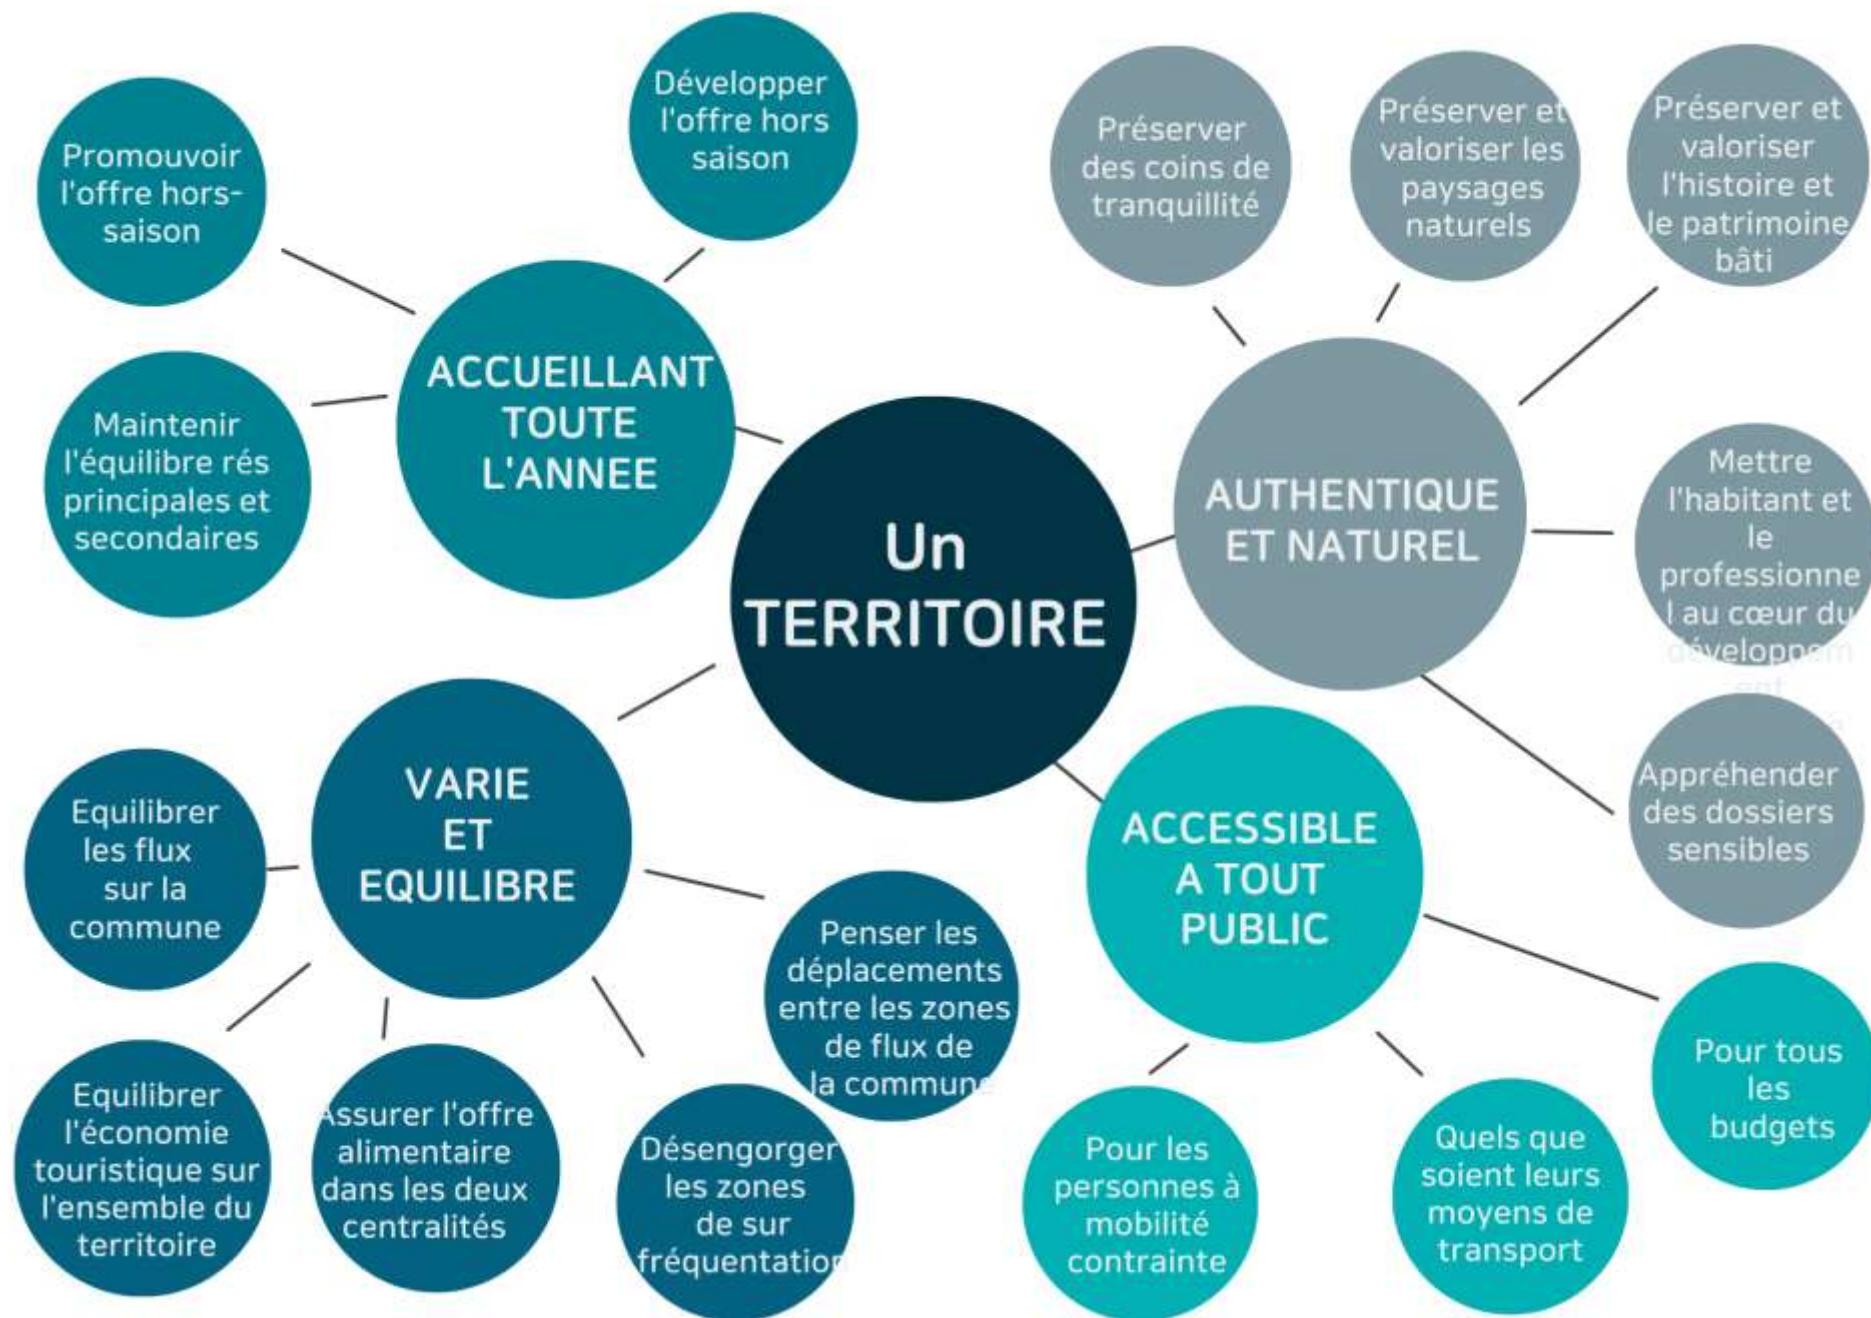 Promouvoir
l'offre hors-
saison
Développer
l'offre hors
saison
Maintenir
l'équilibre rés
principales et
secondaires
ACCUEILLANT
TOUTE
L'ANNEE
Un
TERRITOIRE
Préserver
des coins de
tranquillité
Préserver et
valoriser les
paysages
naturels
Préserver et
valoriser
l'histoire et
le patrimoine
bâti
AUTHENTIQUE
ET NATUREL
Mettre
l'habitant et
le
professionne
l au cœur du
développem
ent
Appréhender
des dossiers
sensibles
VARIE
ET
EQUILIBRE
Equilibrer
les flux
sur la
commune
Equilibrer
l'économie
touristique sur
l'ensemble du
territoire
Assurer l'offre
alimentaire
dans les deux
centralités
Désengorger
les zones
de sur
fréquentation
Penser les
déplacements
entre les zones
de flux de
la commune
ACCESSIBLE
A TOUT
PUBLIC
Pour les
personnes à
mobilité
contrainte
Quels que
soient leurs
moyens de
transport
Pour tous
les
budgets